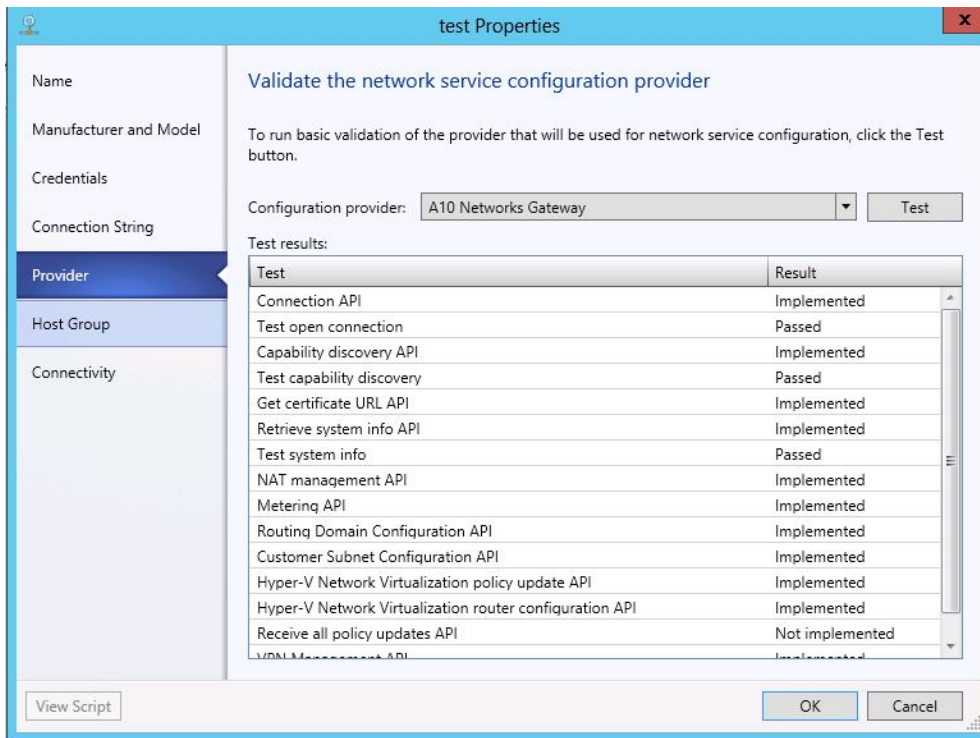 test Properties
x
Name
Manufacturer and Model
Credentials
Connection String
Provider
Host Group
Connectivity
Validate the network service configuration provider
To run basic validation of the provider that will be used for network service configuration, click the Test
button.
Configuration provider: A10 Networks Gateway Test
Test results:
Test Result
Connection API Implemented
Test open connection Passed
Capability discovery API Implemented
Test capability discovery Passed
Get certificate URL API Implemented
Retrieve system info API Implemented
Test system info Passed
NAT management API Implemented
Metering API Implemented
Routing Domain Configuration API Implemented
Customer Subnet Configuration API Implemented
Hyper-V Network Virtualization policy update API Implemented
Hyper-V Network Virtualization router configuration API Implemented
Receive all policy updates API Not implemented
VPN Management API Implemented
View Script OK Cancel